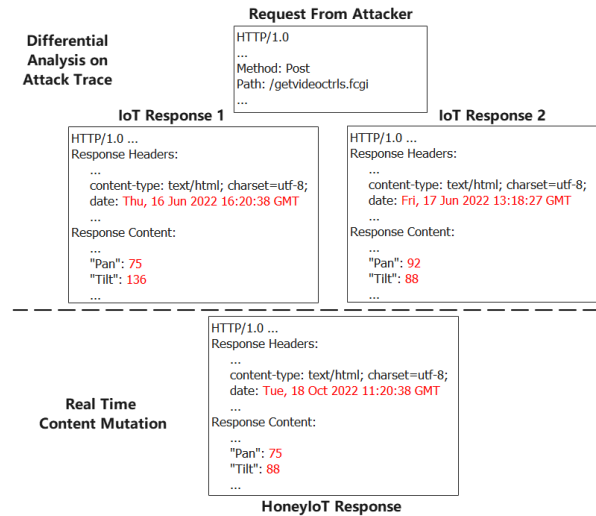 Request From Attacker
Differential
Analysis on
Attack Trace
HTTP/1.0
...
Method: Post
Path: /getvideoctrls.fcgi
...
IoT Response 1
HTTP/1.0 ...
Response Headers:
...
content-type: text/html; charset=utf-8;
date: Thu, 16 Jun 2022 16:20:38 GMT
...
Response Content:
...
"Pan": 75
"Tilt": 136
...
IoT Response 2
HTTP/1.0 ...
Response Headers:
...
content-type: text/html; charset=utf-8;
date: Fri, 17 Jun 2022 13:18:27 GMT
...
Response Content:
...
"Pan": 92
"Tilt": 88
...
Real Time
Content Mutation
HTTP/1.0 ...
Response Headers:
...
content-type: text/html; charset=utf-8;
date: Tue, 18 Oct 2022 11:20:38 GMT
...
Response Content:
...
"Pan": 75
"Tilt": 88
...
HoneyIoT Response